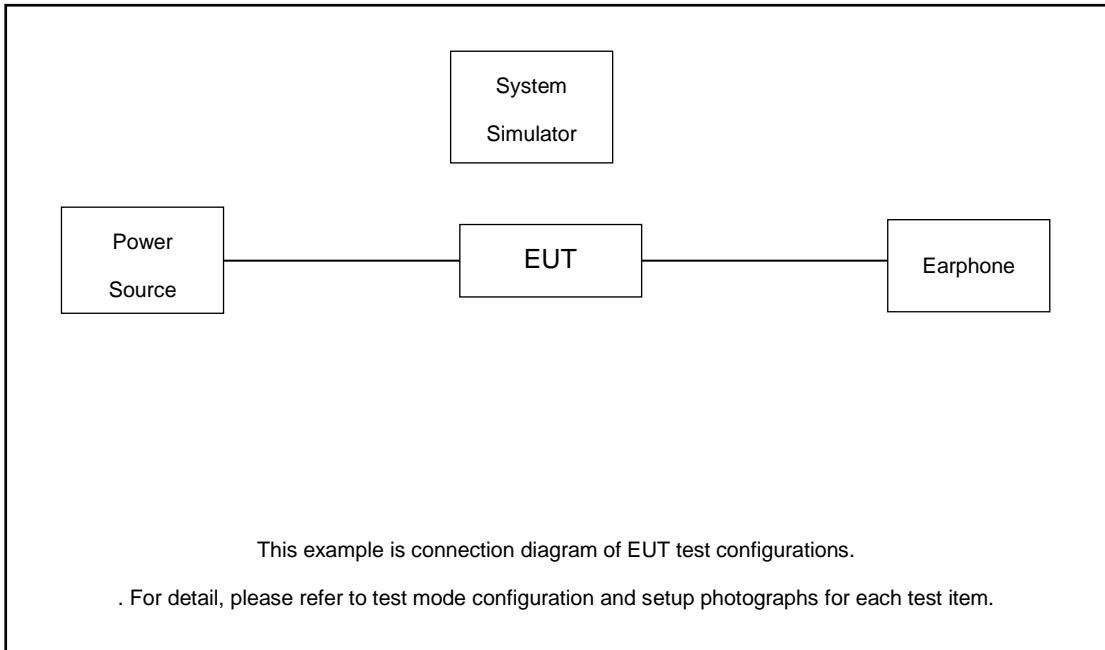 System
Simulator
Power
Source
EUT
Earphone
This example is connection diagram of EUT test configurations.
. For detail, please refer to test mode configuration and setup photographs for each test item.